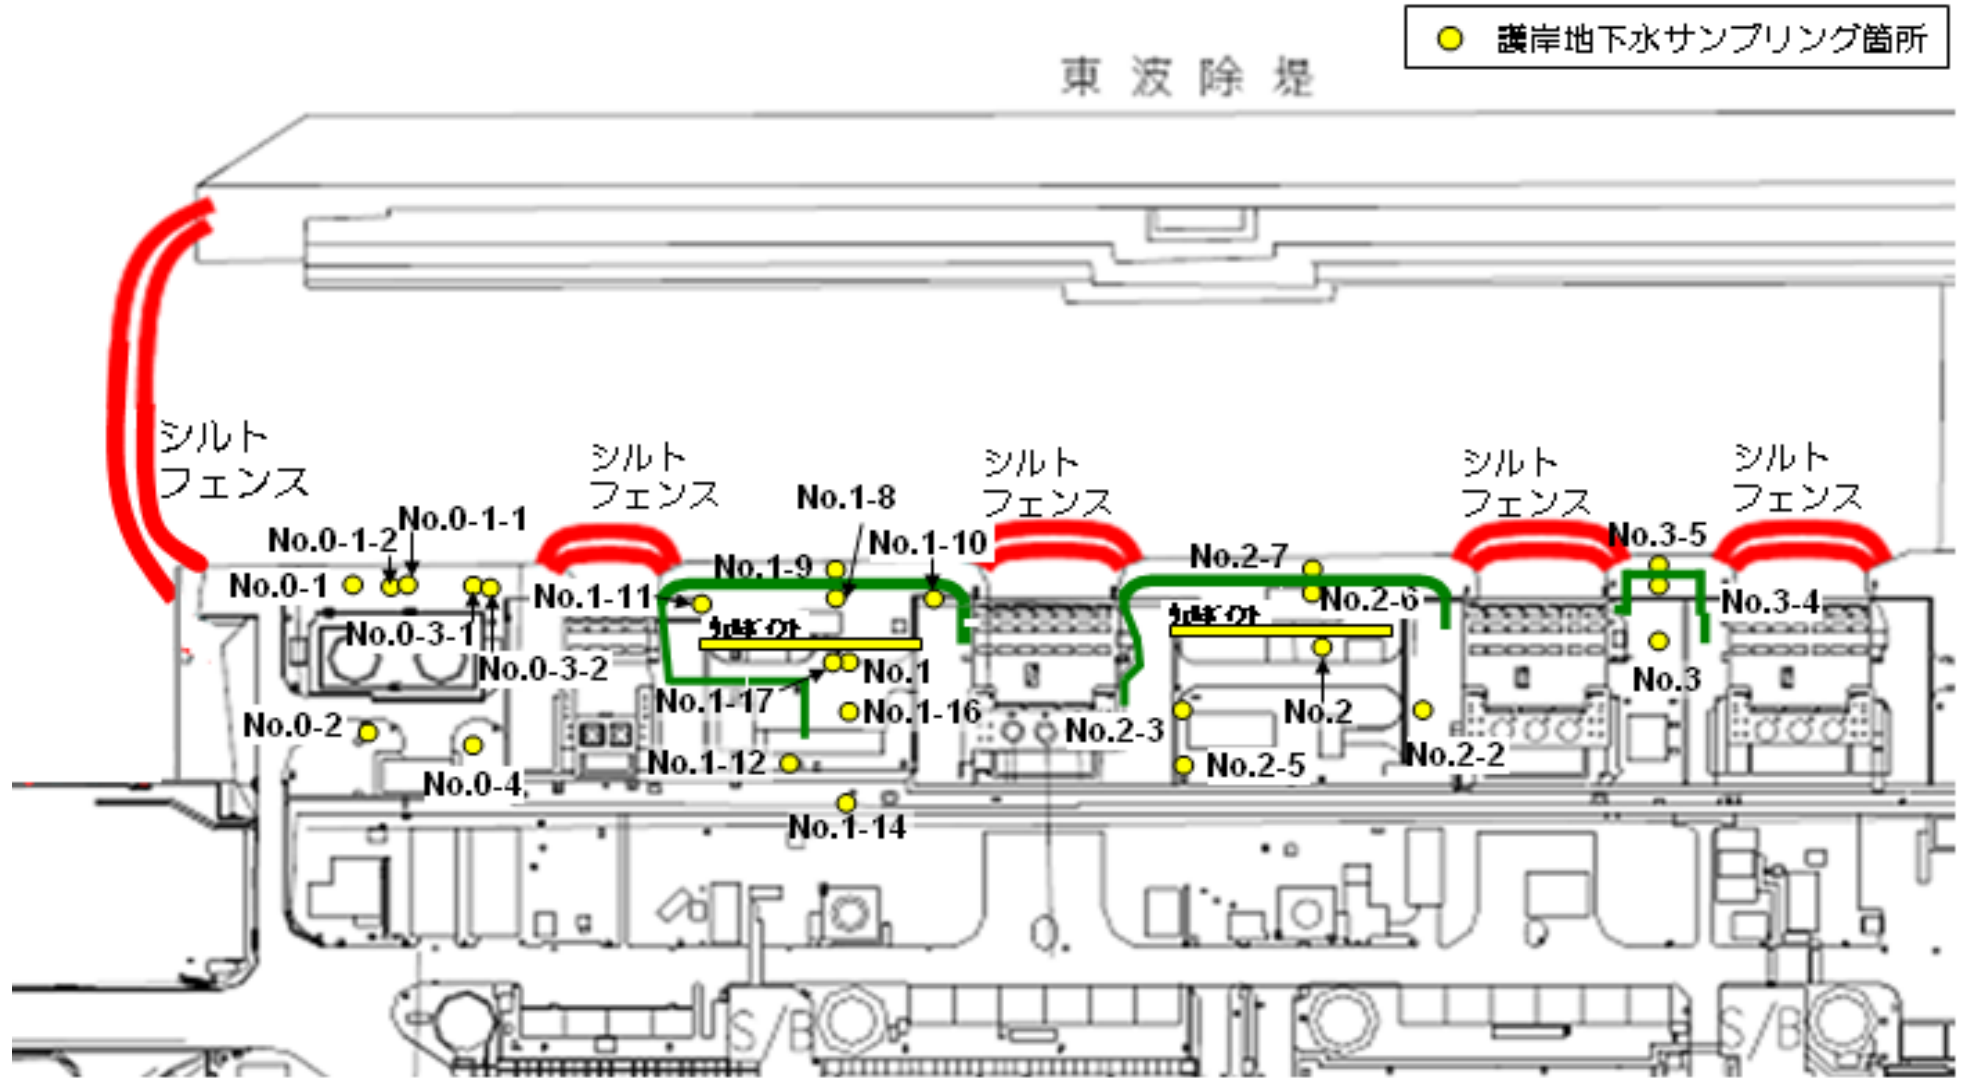 護岸地下水サンプリング箇所
東波除堤
シルト
フェンス
シルト
フェンス
シルト
フェンス
シルト
フェンス
シルト
フェンス
No.0-1-1
No.0-1-2
No.0-1
No.0-3-1
No.0-3-2
No.0-2
No.0-4
No.1-8
No.1-10
No.1-9
No.1-11
No.1
No.1-17
No.1-16
No.1-12
No.1-14
No.2-7
No.2-6
No.2
No.2-3
No.2-5
No.2-2
No.3-5
No.3-4
No.3
S/B
S/B